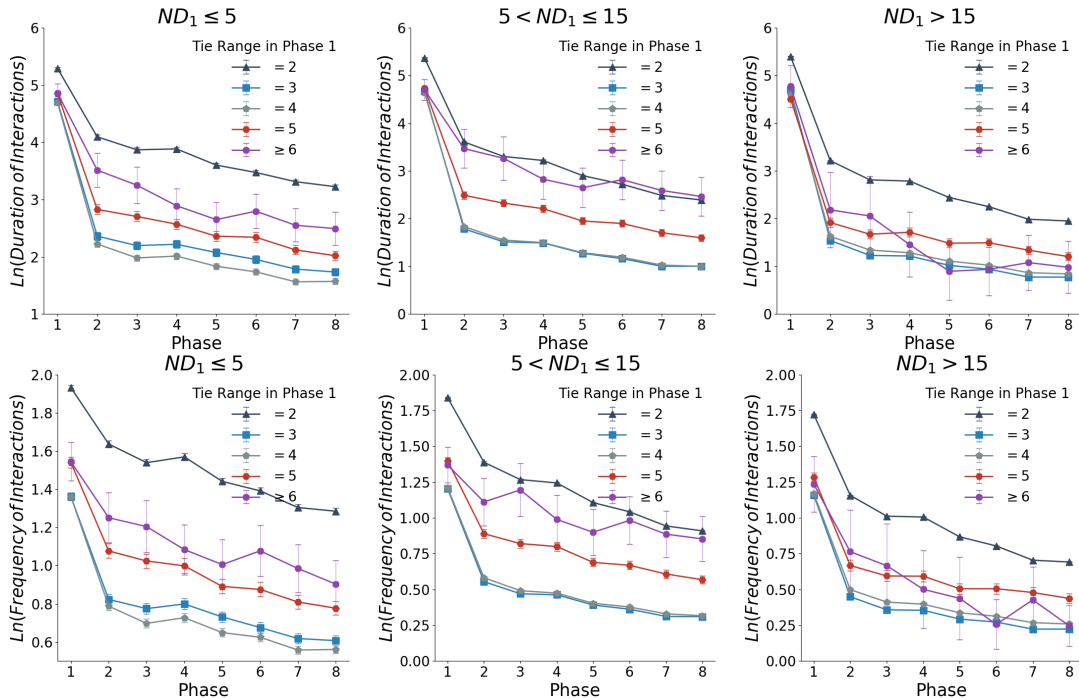 ND₁ ≤ 5
Ln(Duration of Interactions)
6
5
4
3
2
1
Tie Range in Phase 1
= 2
= 3
= 4
= 5
≥ 6
1 2 3 4 5 6 7 8
Phase
5 < ND₁ ≤ 15
Ln(Duration of Interactions)
6
5
4
3
2
1
0
Tie Range in Phase 1
= 2
= 3
= 4
= 5
≥ 6
1 2 3 4 5 6 7 8
Phase
ND₁ > 15
Ln(Duration of Interactions)
6
5
4
3
2
1
0
Tie Range in Phase 1
= 2
= 3
= 4
= 5
≥ 6
1 2 3 4 5 6 7 8
Phase
ND₁ ≤ 5
Ln(Frequency of Interactions)
2.0
1.8
1.6
1.4
1.2
1.0
0.8
0.6
Tie Range in Phase 1
= 2
= 3
= 4
= 5
≥ 6
1 2 3 4 5 6 7 8
Phase
5 < ND₁ ≤ 15
Ln(Frequency of Interactions)
2.00
1.75
1.50
1.25
1.00
0.75
0.50
0.25
0.00
Tie Range in Phase 1
= 2
= 3
= 4
= 5
≥ 6
1 2 3 4 5 6 7 8
Phase
ND₁ > 15
Ln(Frequency of Interactions)
2.00
1.75
1.50
1.25
1.00
0.75
0.50
0.25
0.00
Tie Range in Phase 1
= 2
= 3
= 4
= 5
≥ 6
1 2 3 4 5 6 7 8
Phase